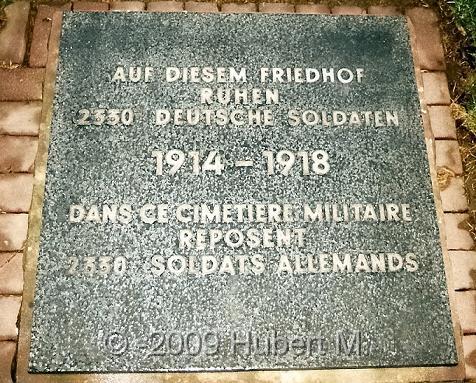 AUF DIESEM FRIEDHOF
RUHEN
2330 DEUTSCHE SOLDATEN
1914 – 1918
DANS CE CIMETIERE MILITAIRE
REPOSENT
2330 SOLDATS ALLEMANDS
© 2009 Hubert M.